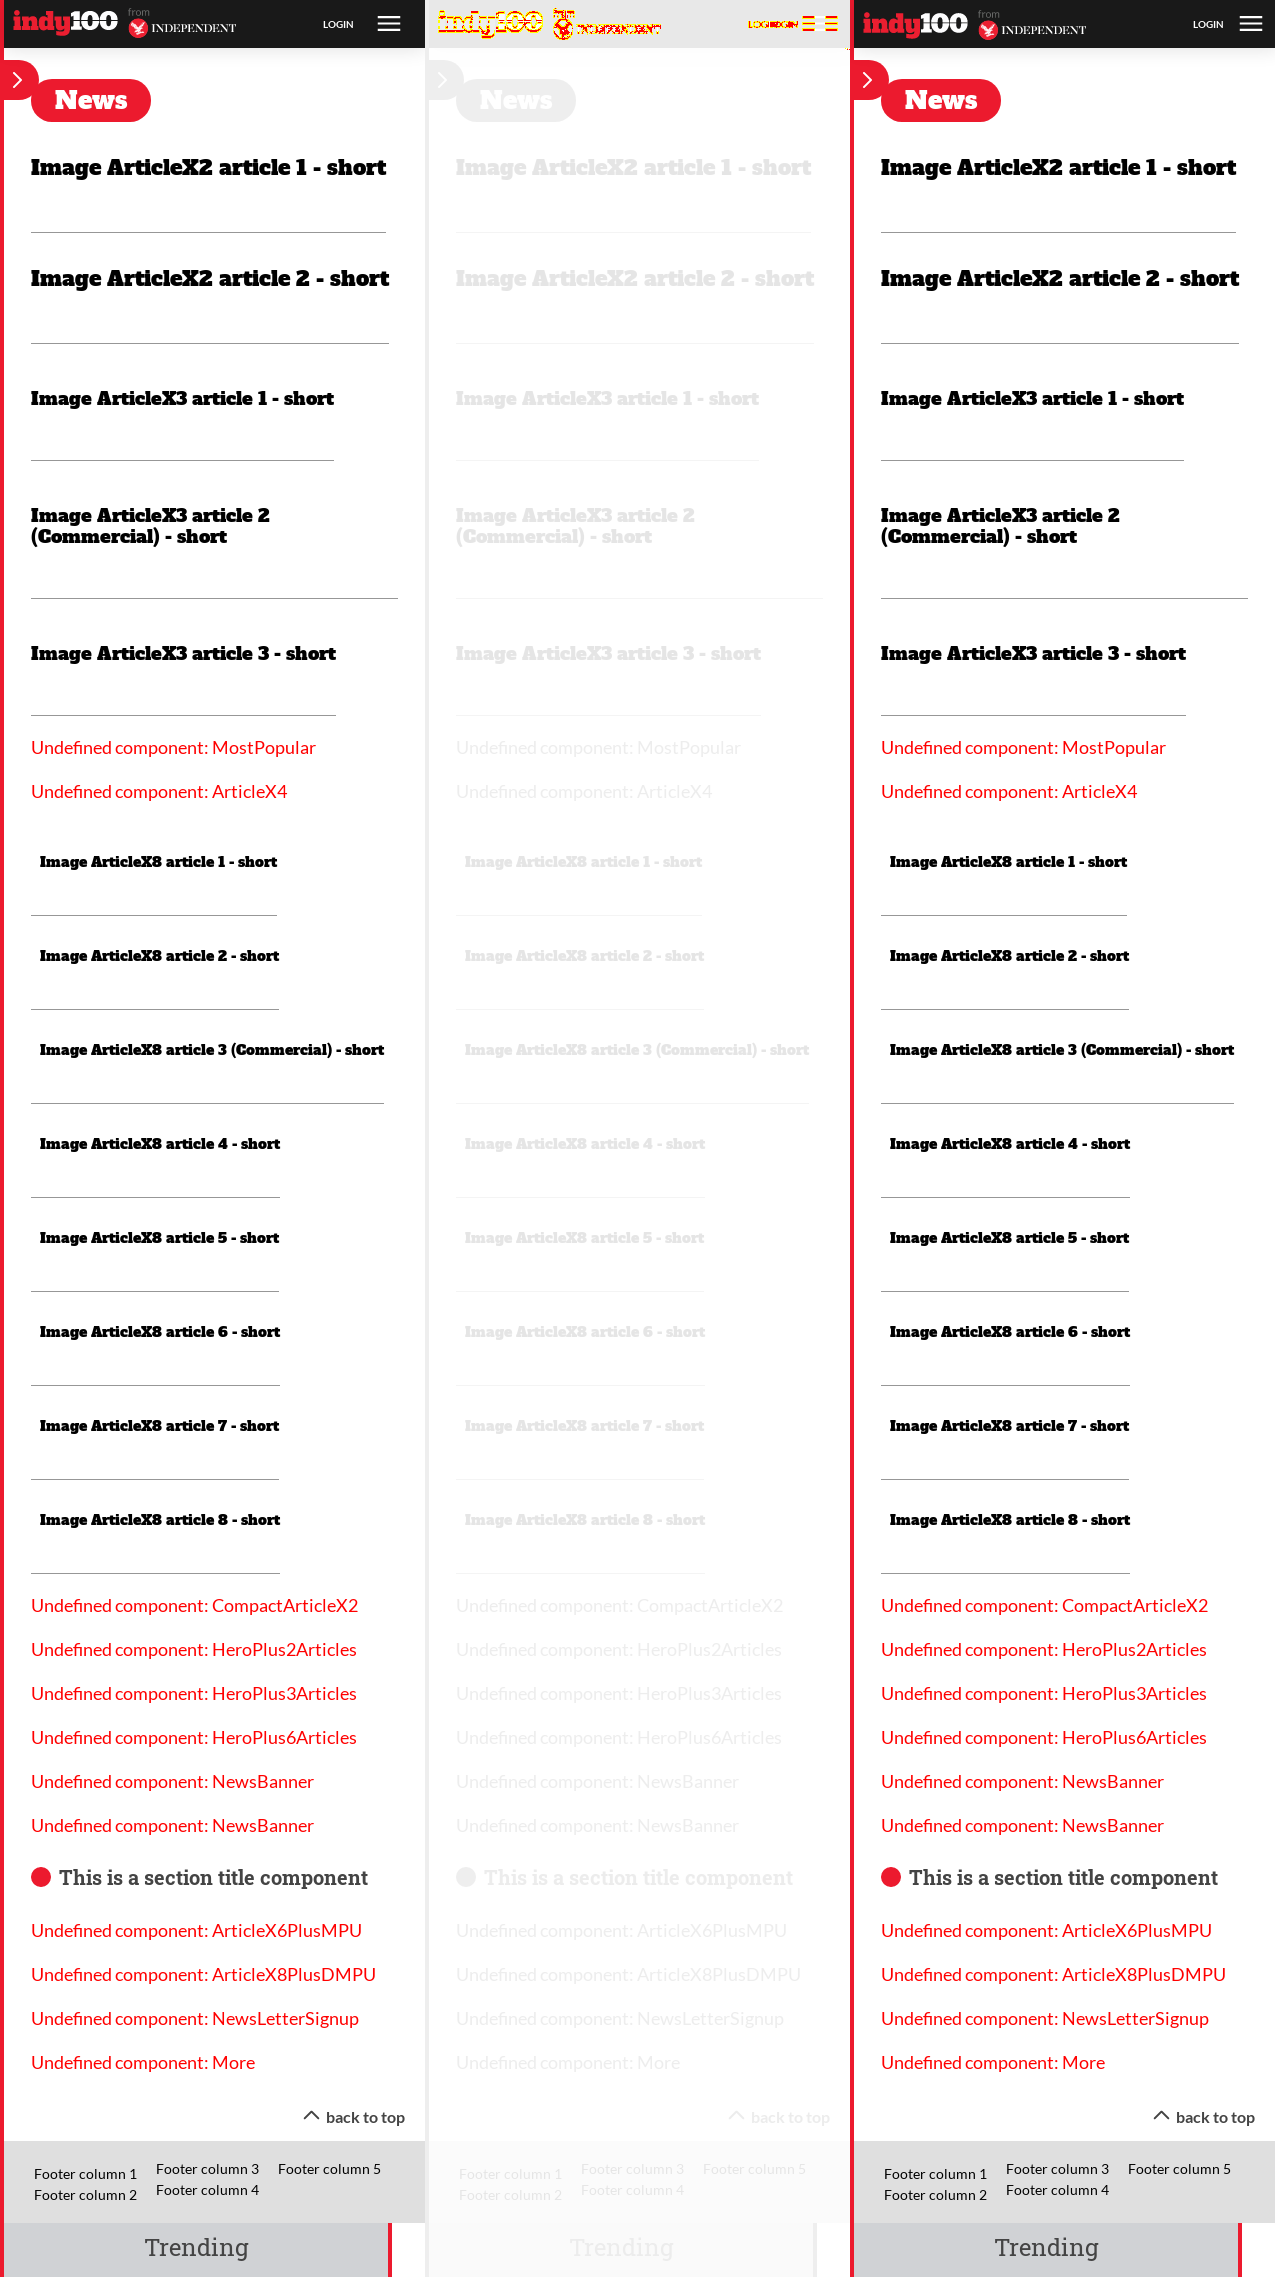 indy100 from INDEPENDENT LOGIN
News
Image ArticleX2 article 1 - short
Image ArticleX2 article 2 - short
Image ArticleX3 article 1 - short
Image ArticleX3 article 2
(Commercial) - short
Image ArticleX3 article 3 - short
Undefined component: MostPopular
Undefined component: ArticleX4
Image ArticleX8 article 1 - short
Image ArticleX8 article 2 - short
Image ArticleX8 article 3 (Commercial) - short
Image ArticleX8 article 4 - short
Image ArticleX8 article 5 - short
Image ArticleX8 article 6 - short
Image ArticleX8 article 7 - short
Image ArticleX8 article 8 - short
Undefined component: CompactArticleX2
Undefined component: HeroPlus2Articles
Undefined component: HeroPlus3Articles
Undefined component: HeroPlus6Articles
Undefined component: NewsBanner
Undefined component: NewsBanner
This is a section title component
Undefined component: ArticleX6PlusMPU
Undefined component: ArticleX8PlusDMPU
Undefined component: NewsLetterSignup
Undefined component: More
back to top
Footer column 1
Footer column 2
Footer column 3
Footer column 4
Footer column 5
Trending
indy100
News
Image ArticleX2 article 1 - short
Image ArticleX2 article 2 - short
Image ArticleX3 article 1 - short
Image ArticleX3 article 2
(Commercial) - short
Image ArticleX3 article 3 - short
Undefined component: MostPopular
Undefined component: ArticleX4
Image ArticleX8 article 1 - short
Image ArticleX8 article 2 - short
Image ArticleX8 article 3 (Commercial) - short
Image ArticleX8 article 4 - short
Image ArticleX8 article 5 - short
Image ArticleX8 article 6 - short
Image ArticleX8 article 7 - short
Image ArticleX8 article 8 - short
Undefined component: CompactArticleX2
Undefined component: HeroPlus2Articles
Undefined component: HeroPlus3Articles
Undefined component: HeroPlus6Articles
Undefined component: NewsBanner
Undefined component: NewsBanner
This is a section title component
Undefined component: ArticleX6PlusMPU
Undefined component: ArticleX8PlusDMPU
Undefined component: NewsLetterSignup
Undefined component: More
back to top
Footer column 1
Footer column 2
Footer column 3
Footer column 4
Footer column 5
Trending
indy100 from INDEPENDENT LOGIN
News
Image ArticleX2 article 1 - short
Image ArticleX2 article 2 - short
Image ArticleX3 article 1 - short
Image ArticleX3 article 2
(Commercial) - short
Image ArticleX3 article 3 - short
Undefined component: MostPopular
Undefined component: ArticleX4
Image ArticleX8 article 1 - short
Image ArticleX8 article 2 - short
Image ArticleX8 article 3 (Commercial) - short
Image ArticleX8 article 4 - short
Image ArticleX8 article 5 - short
Image ArticleX8 article 6 - short
Image ArticleX8 article 7 - short
Image ArticleX8 article 8 - short
Undefined component: CompactArticleX2
Undefined component: HeroPlus2Articles
Undefined component: HeroPlus3Articles
Undefined component: HeroPlus6Articles
Undefined component: NewsBanner
Undefined component: NewsBanner
This is a section title component
Undefined component: ArticleX6PlusMPU
Undefined component: ArticleX8PlusDMPU
Undefined component: NewsLetterSignup
Undefined component: More
back to top
Footer column 1
Footer column 2
Footer column 3
Footer column 4
Footer column 5
Trending